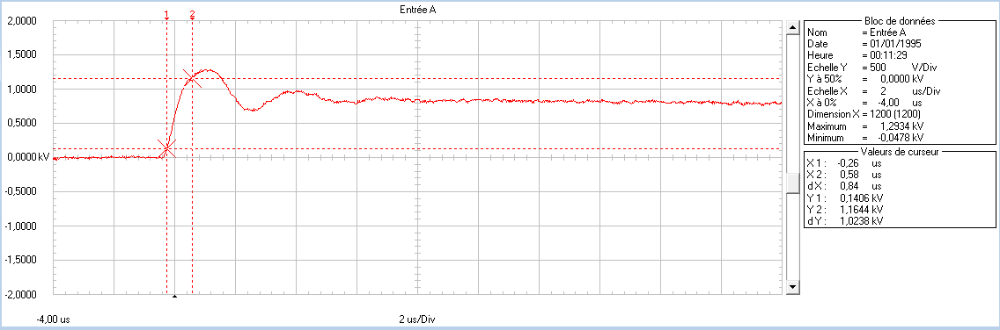 Entrée A
1 2
2,0000
1,5000
1,0000
0,5000
0,0000 kV
-0,5000
-1,0000
-1,5000
-2,0000
-4,00 us
2 us/Div
Bloc de données
Nom = Entrée A
Date = 01/01/1995
Heure = 00:11:29
Echelle Y = 500 V/Div
Y à 50% = 0,0000 kV
Echelle X = 2 us/Div
X à 0% = -4,00 us
Dimension X = 1200 (1200)
Maximum = 1,2934 kV
Minimum = -0,0478 kV
Valeurs de curseur
X 1 : -0,26 us
X 2 : 0,58 us
d X : 0,84 us
Y 1 : 0,1406 kV
Y 2 : 1,1644 kV
d Y : 1,0238 kV